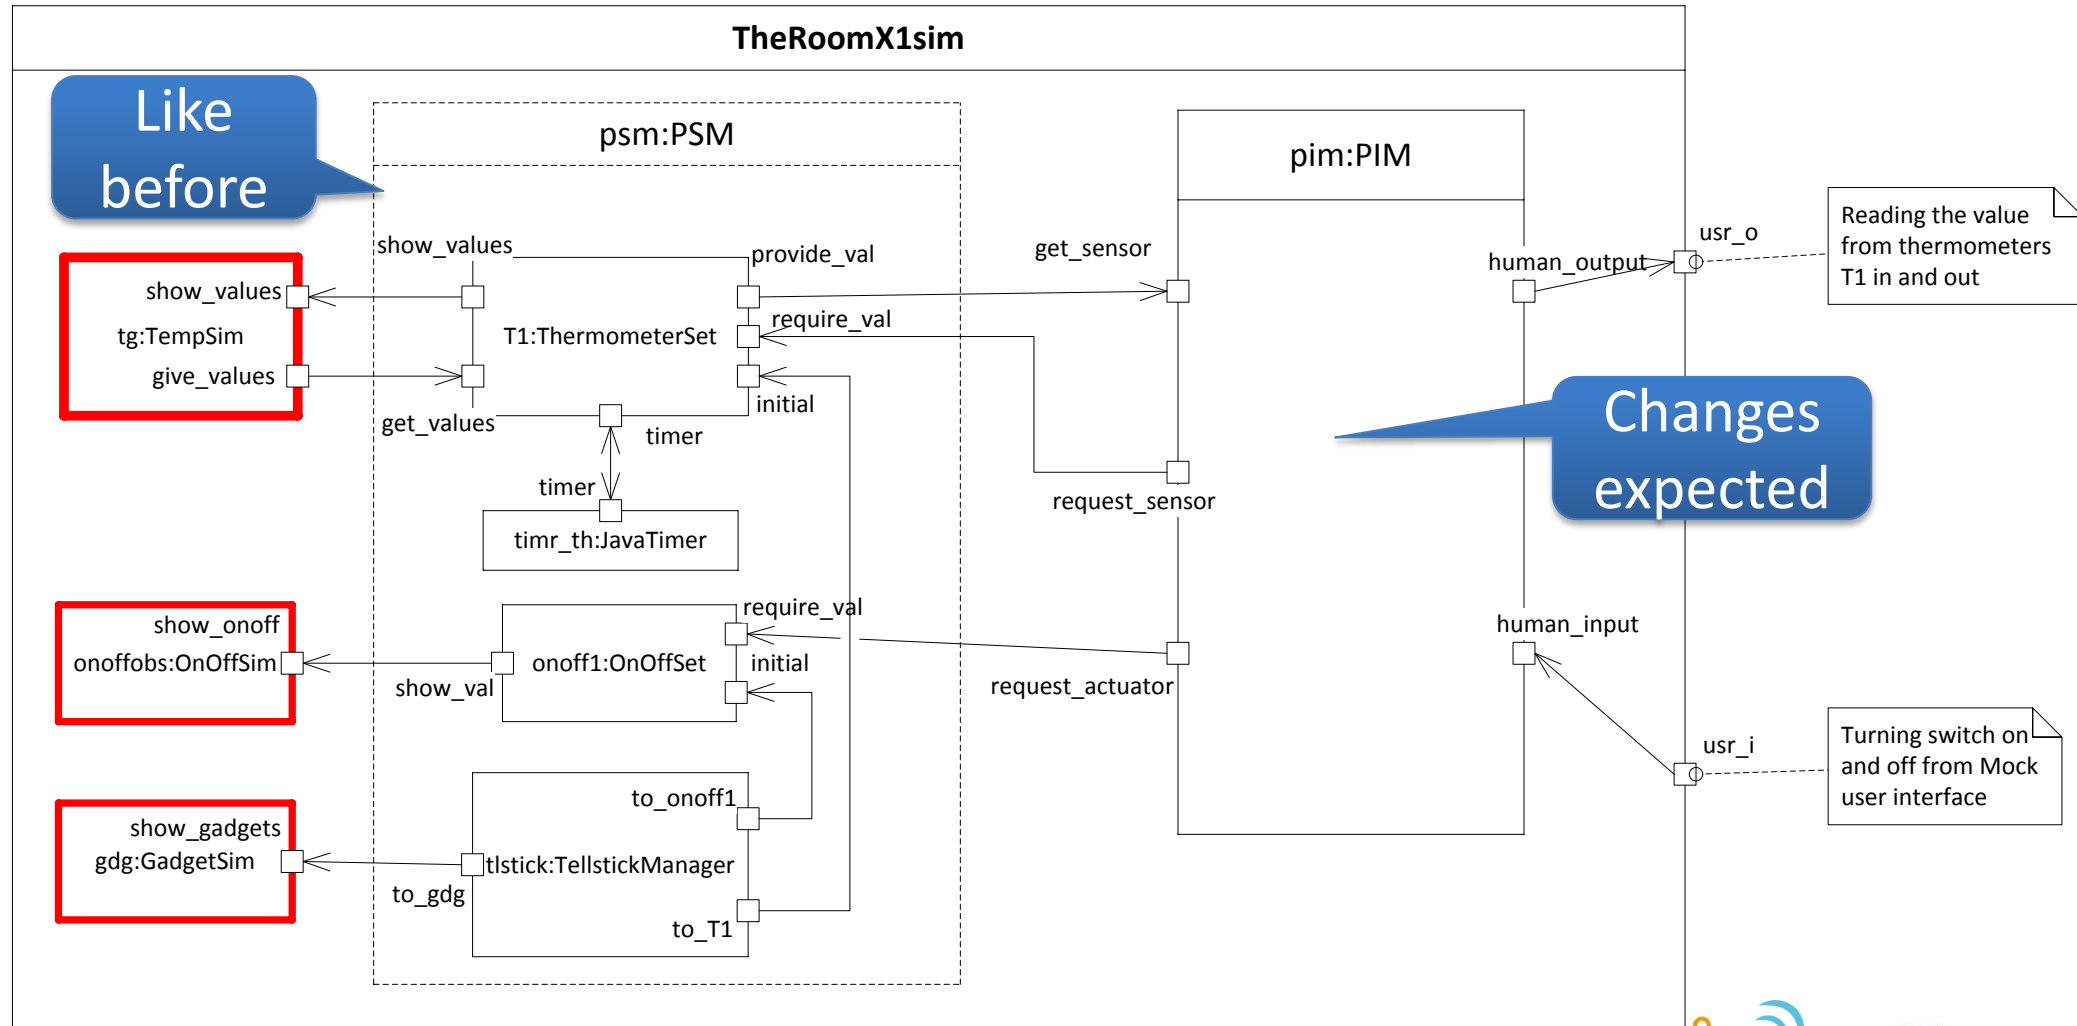 TheRoomX1sim
Like
before
psm:PSM
pim:PIM
show_values
provide_val
get_sensor
human_output
usr_o
Reading the value
from thermometers
T1 in and out
show_values
tg:TempSim
give_values
T1:ThermometerSet
require_val
initial
get_values
timer
timer
timr_th:JavaTimer
request_sensor
Changes
expected
show_onoff
onoffobs:OnOffSim
show_val
onoff1:OnOffSet
require_val
initial
request_actuator
human_input
usr_i
Turning switch on
and off from Mock
user interface
show_gadgets
gdg:GadgetSim
to_gdg
to_onoff1
tlstick:TellstickManager
to_T1